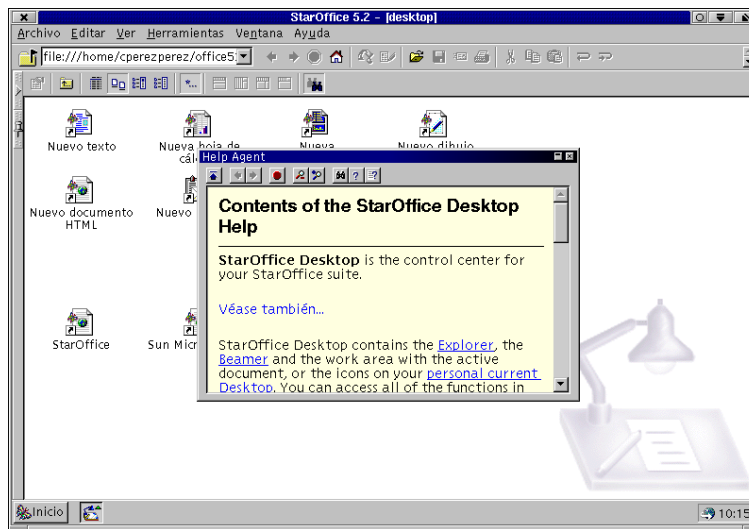 StarOffice 5.2 – [desktop]
Archivo Editar Ver Herramientas Ventana Ayuda
file:///home/cperezperez/office5
Nuevo texto
Nueva hoja de
Nueva
Nuevo dibujo
Help Agent
Contents of the StarOffice Desktop
Help
StarOffice Desktop is the control center for
your StarOffice suite.
Véase también...
StarOffice Desktop contains the Explorer, the
Beamer and the work area with the active
document, or the icons on your personal current
Desktop. You can access all of the functions in
Nuevo documento
HTML
Nuevo
StarOffice
Sun
Inicio
10:15